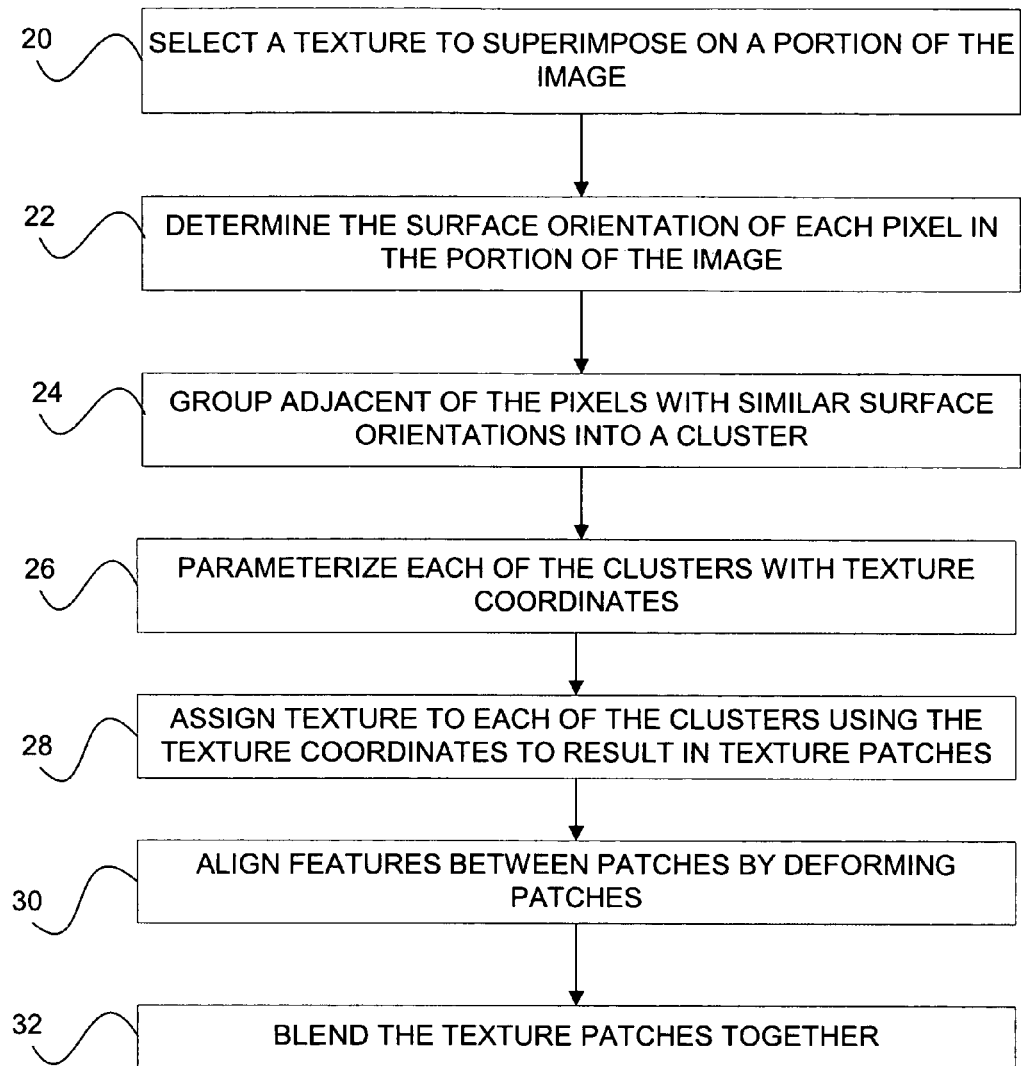 20
SELECT A TEXTURE TO SUPERIMPOSE ON A PORTION OF THE
IMAGE
22
DETERMINE THE SURFACE ORIENTATION OF EACH PIXEL IN
THE PORTION OF THE IMAGE
24
GROUP ADJACENT OF THE PIXELS WITH SIMILAR SURFACE
ORIENTATIONS INTO A CLUSTER
26
PARAMETERIZE EACH OF THE CLUSTERS WITH TEXTURE
COORDINATES
28
ASSIGN TEXTURE TO EACH OF THE CLUSTERS USING THE
TEXTURE COORDINATES TO RESULT IN TEXTURE PATCHES
30
ALIGN FEATURES BETWEEN PATCHES BY DEFORMING
PATCHES
32
BLEND THE TEXTURE PATCHES TOGETHER